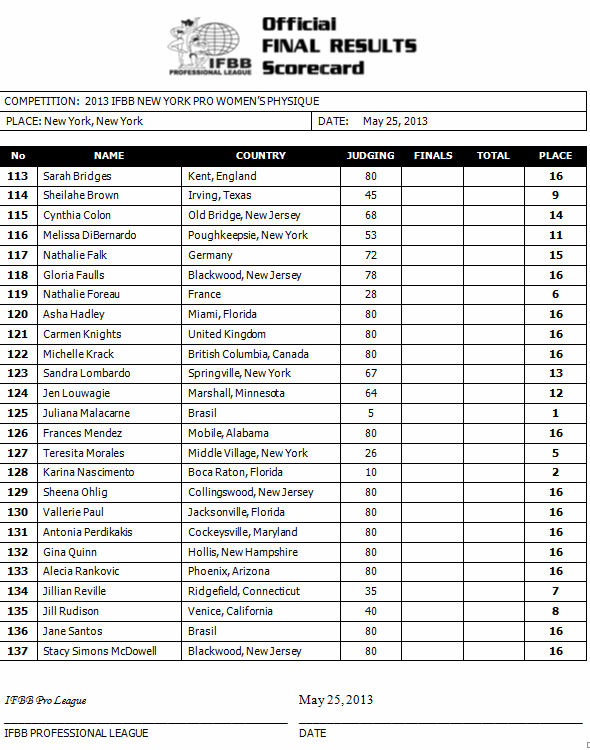 Official
FINAL RESULTS
Scorecard
IFBB
PROFESSIONAL LEAGUE
COMPETITION: 2013 IFBB NEW YORK PRO WOMEN'S PHYSIQUE
PLACE: New York, New York DATE: May 25, 2013
No NAME COUNTRY JUDGING FINALS TOTAL PLACE
113 Sarah Bridges Kent, England 80 16
114 Sheilahe Brown Irving, Texas 45 9
115 Cynthia Colon Old Bridge, New Jersey 68 14
116 Melissa DiBernardo Poughkeepsie, New York 53 11
117 Nathalie Falk Germany 72 15
118 Gloria Faulls Blackwood, New Jersey 78 16
119 Nathalie Foreau France 28 6
120 Asha Hadley Miami, Florida 80 16
121 Carmen Knights United Kingdom 80 16
122 Michelle Krack British Columbia, Canada 80 16
123 Sandra Lombardo Springville, New York 67 13
124 Jen Louwagie Marshall, Minnesota 64 12
125 Juliana Malacarne Brasil 5 1
126 Frances Mendez Mobile, Alabama 80 16
127 Teresita Morales Middle Village, New York 26 5
128 Karina Nascimento Boca Raton, Florida 10 2
129 Sheena Ohlig Collingswood, New Jersey 80 16
130 Vallerie Paul Jacksonville, Florida 80 16
131 Antonia Perdikakis Cockeysville, Maryland 80 16
132 Gina Quinn Hollis, New Hampshire 80 16
133 Alecia Rankovic Phoenix, Arizona 80 16
134 Jillian Reville Ridgefield, Connecticut 35 7
135 Jill Rudison Venice, California 40 8
136 Jane Santos Brasil 80 16
137 Stacy Simons McDowell Blackwood, New Jersey 80 16
IFBB Pro League May 25, 2013
IFBB PROFESSIONAL LEAGUE DATE